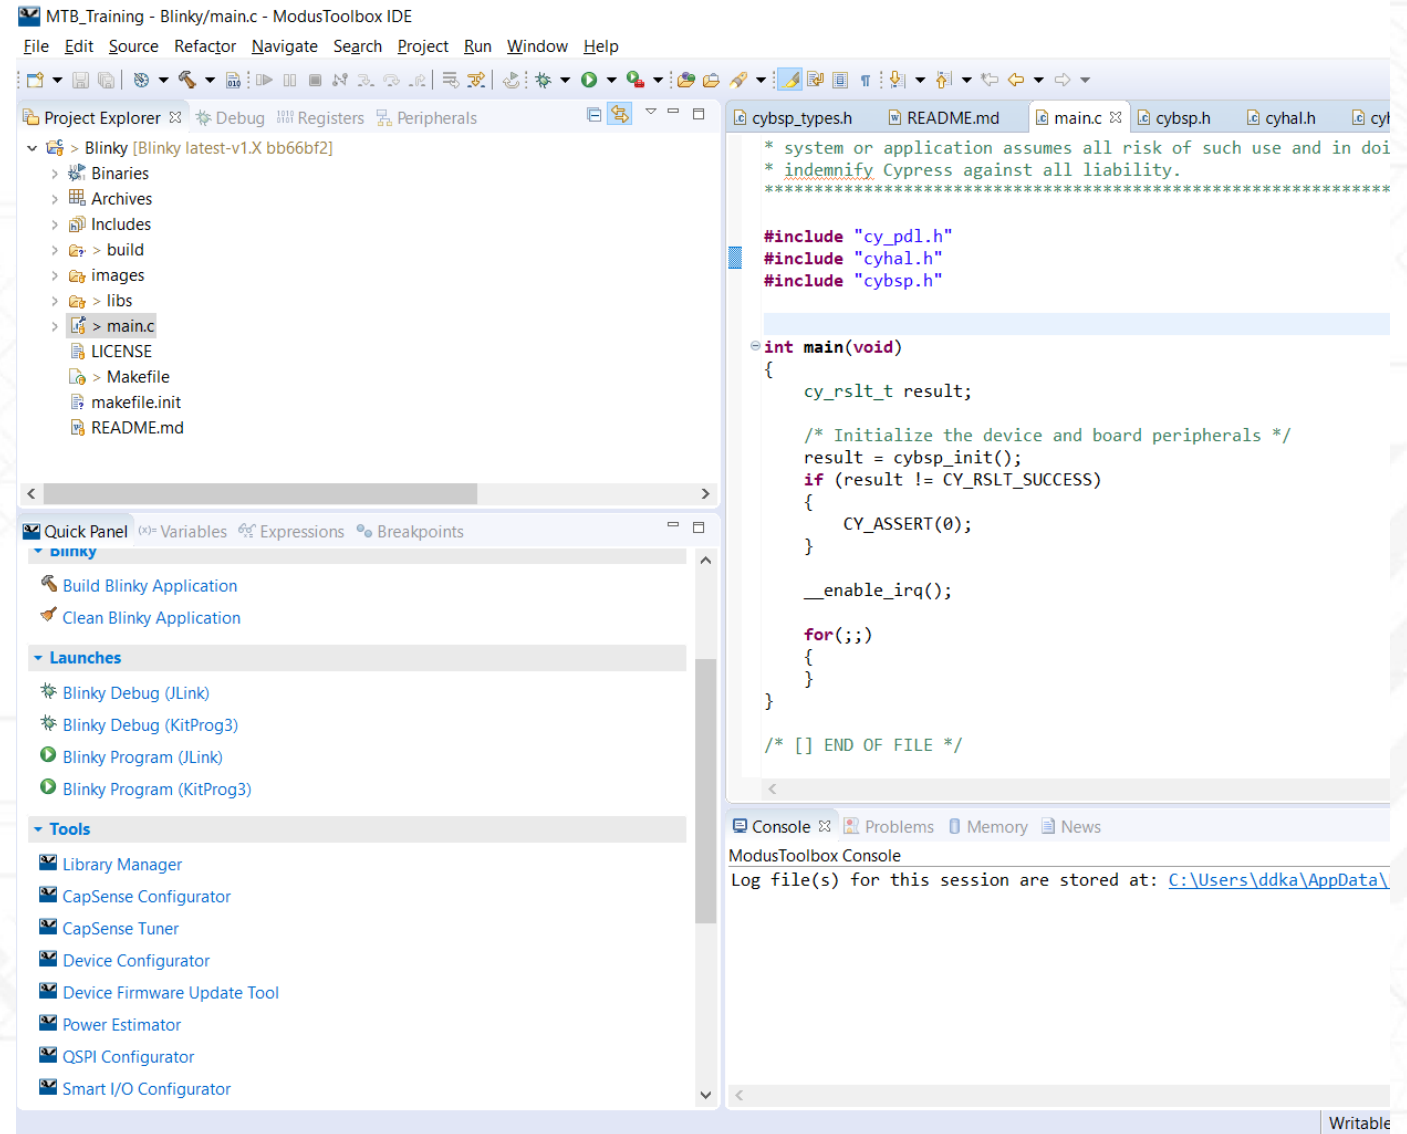 MTB_Training - Blinky/main.c - ModusToolbox IDE
File Edit Source Refactor Navigate Search Project Run Window Help
Project Explorer Debug Registers Peripherals
> Blinky [Blinky latest-v1.X bb66bf2]
Binaries
Archives
Includes
> build
images
> libs
> main.c
LICENSE
> Makefile
makefile.init
README.md
Quick Panel (x)= Variables Expressions Breakpoints
Blinky
Build Blinky Application
Clean Blinky Application
Launches
Blinky Debug (JLink)
Blinky Debug (KitProg3)
Blinky Program (JLink)
Blinky Program (KitProg3)
Tools
Library Manager
CapSense Configurator
CapSense Tuner
Device Configurator
Device Firmware Update Tool
Power Estimator
QSPI Configurator
Smart I/O Configurator
cybsp_types.h README.md main.c cybsp.h cyhal.h
* system or application assumes all risk of such use and in doi
* indemnify Cypress against all liability.
***************************************************************
#include "cy_pdl.h"
#include "cyhal.h"
#include "cybsp.h"
int main(void)
{
cy_rslt_t result;
/* Initialize the device and board peripherals */
result = cybsp_init();
if (result != CY_RSLT_SUCCESS)
{
CY_ASSERT(0);
}
__enable_irq();
for(;;)
{
}
}
/* [] END OF FILE */
Console Problems Memory News
ModusToolbox Console
Log file(s) for this session are stored at: C:\Users\ddka\AppData\
Writable